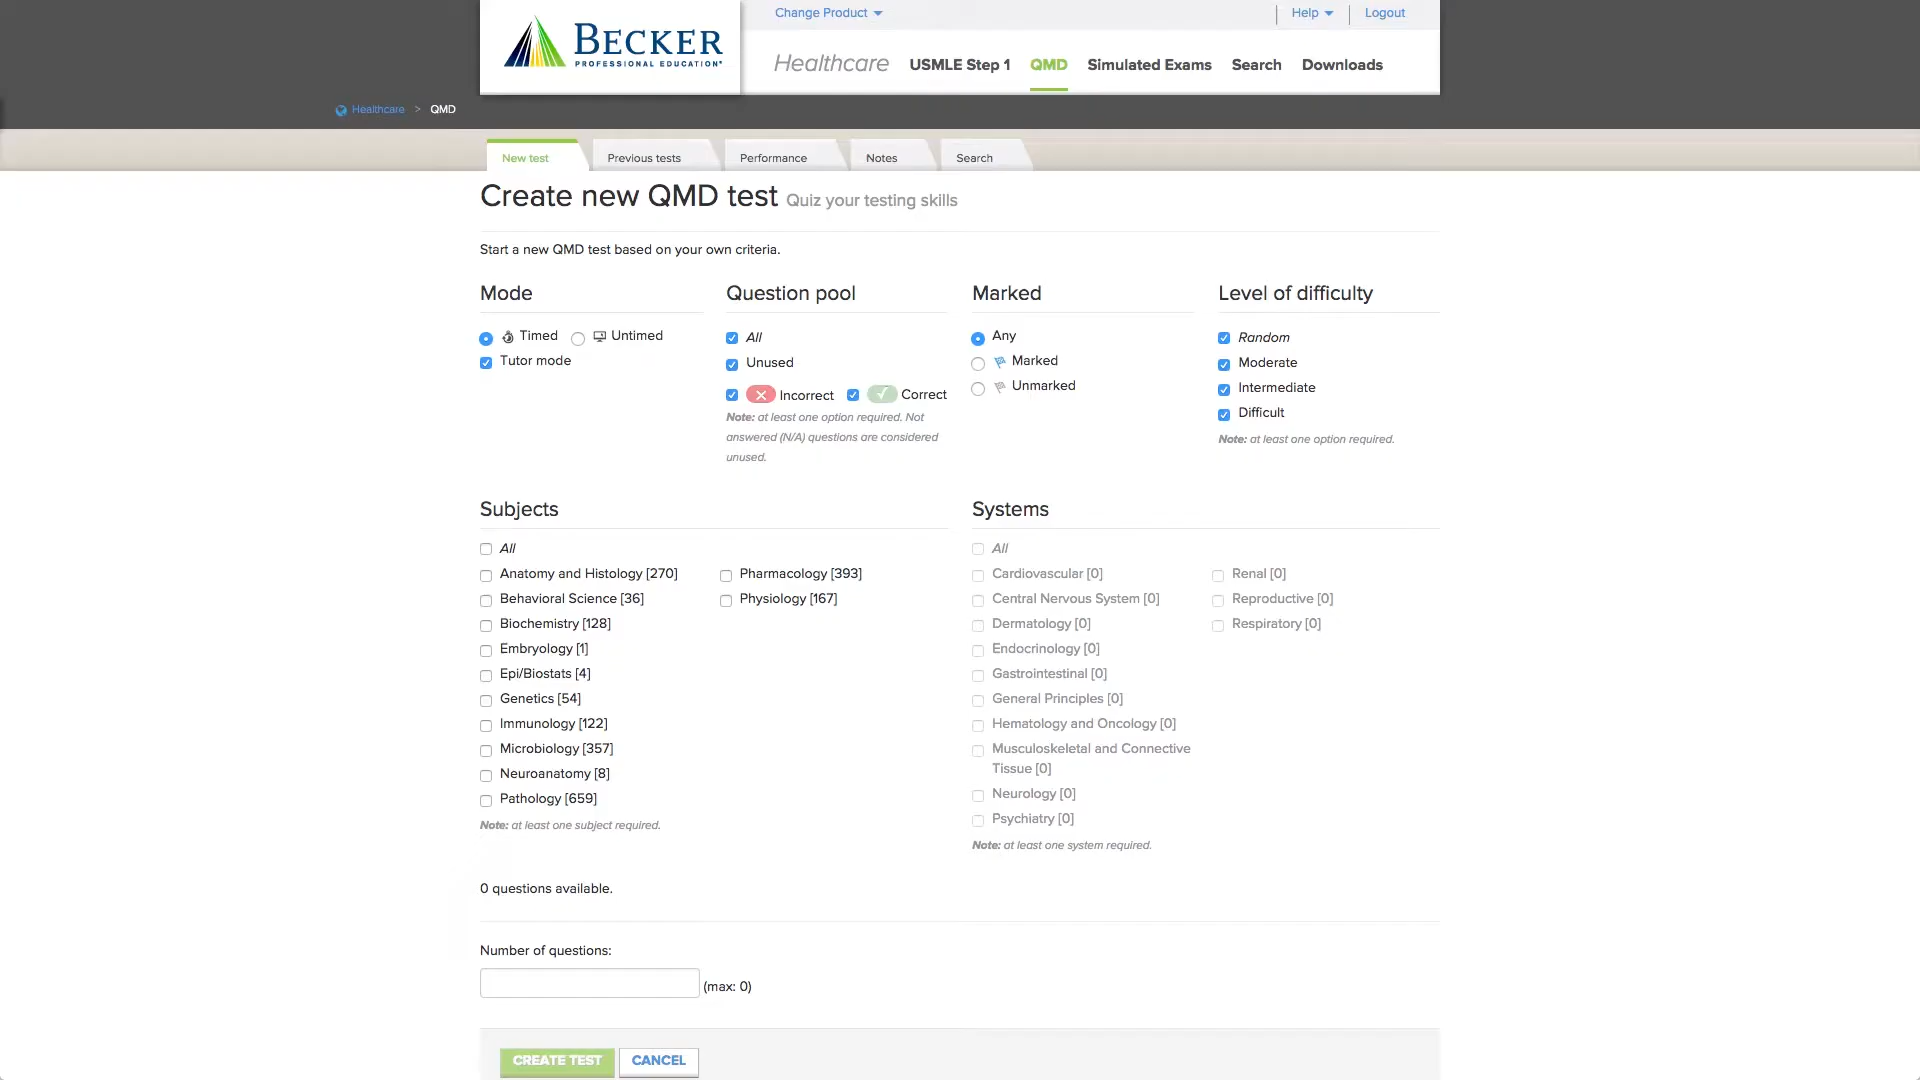 BECKER
PROFESSIONAL EDUCATION®
Change Product
Help
Logout
Healthcare
USMLE Step 1
QMD
Simulated Exams
Search
Downloads
Healthcare > QMD
New test
Previous tests
Performance
Notes
Search
Create new QMD test Quiz your testing skills
Start a new QMD test based on your own criteria.
Mode
Timed
Untimed
Tutor mode
Question pool
All
Unused
Incorrect
Correct
Note: at least one option required. Not
answered (N/A) questions are considered
unused.
Marked
Any
Marked
Unmarked
Level of difficulty
Random
Moderate
Intermediate
Difficult
Note: at least one option required.
Subjects
All
Anatomy and Histology [270]
Behavioral Science [36]
Biochemistry [128]
Embryology [1]
Epi/Biostats [4]
Genetics [54]
Immunology [122]
Microbiology [357]
Neuroanatomy [8]
Pathology [659]
Pharmacology [393]
Physiology [167]
Note: at least one subject required.
Systems
All
Cardiovascular [0]
Central Nervous System [0]
Dermatology [0]
Endocrinology [0]
Gastrointestinal [0]
General Principles [0]
Hematology and Oncology [0]
Musculoskeletal and Connective
Tissue [0]
Neurology [0]
Psychiatry [0]
Renal [0]
Reproductive [0]
Respiratory [0]
Note: at least one system required.
0 questions available.
Number of questions:
(max: 0)
CREATE TEST
CANCEL